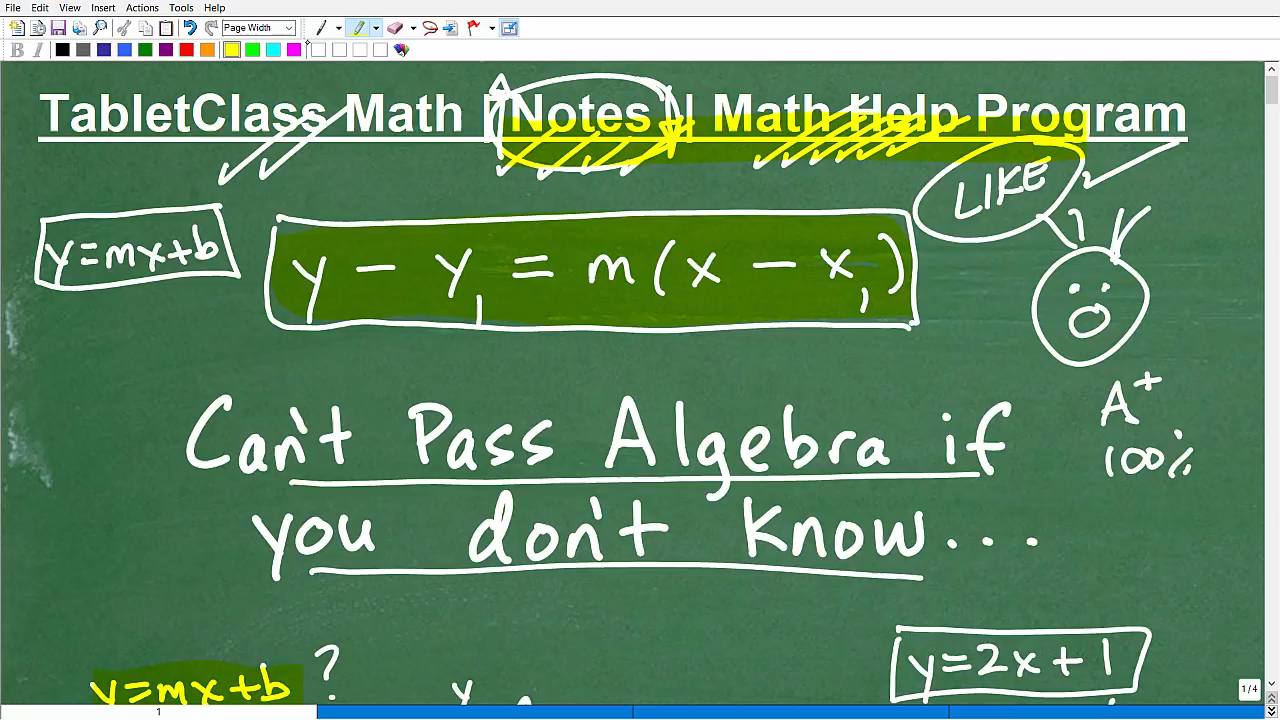 File Edit View Insert Actions Tools Help
Page Width
B I
TabletClass Math | Notes | Math Help Program
LIKE
y=mx+b
y - y₁ = m(x - x₁)
A+
100%
Can't Pass Algebra if
you don't know...
y=2x+1
y=mx+b ?
y
1/4
1